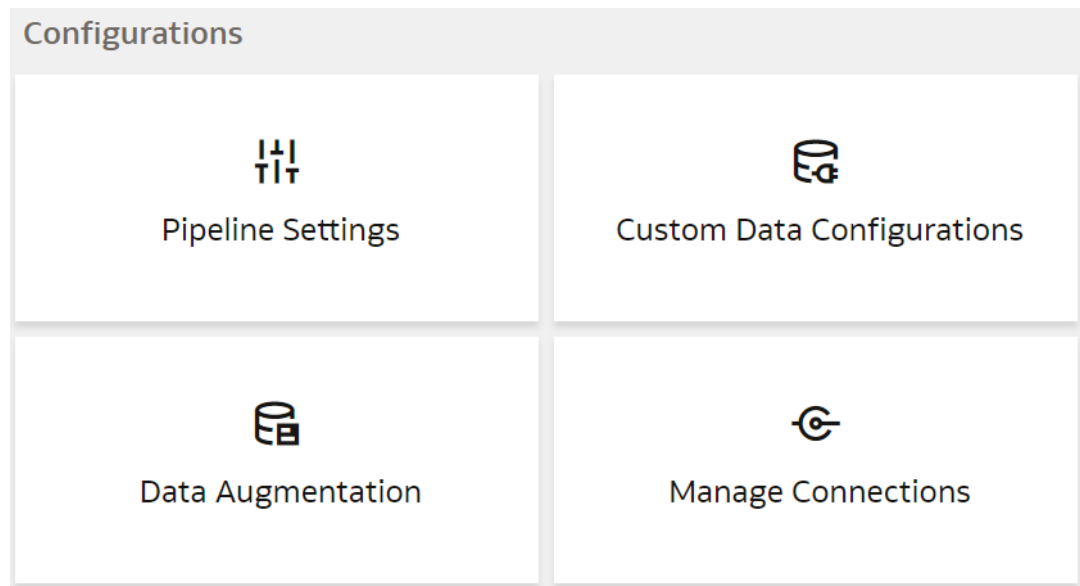 Configurations
Pipeline Settings
Custom Data Configurations
Data Augmentation
Manage Connections